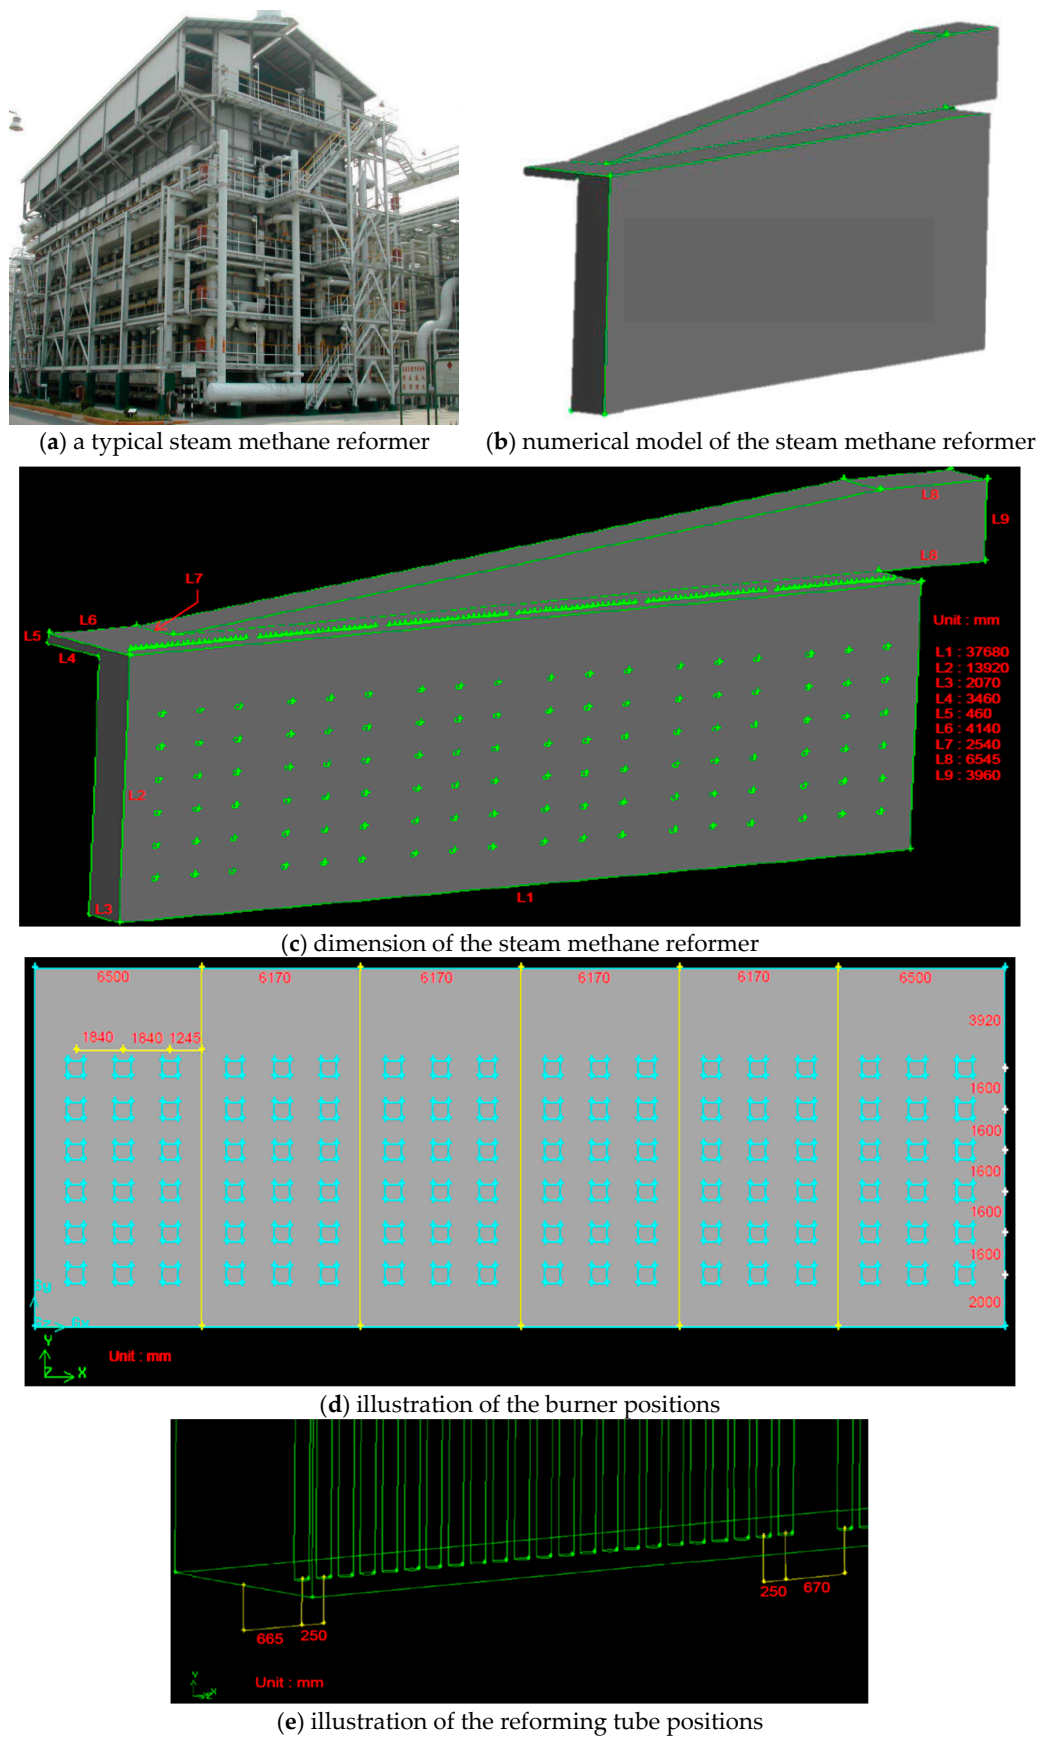 (a) a typical steam methane reformer
(b) numerical model of the steam methane reformer
L8
L9
L8
L7
L6
L5
L4
L2
L3
L1
Unit : mm
L1 : 37680
L2 : 13920
L3 : 2070
L4 : 3460
L5 : 460
L6 : 4140
L7 : 2540
L8 : 6545
L9 : 3960
(c) dimension of the steam methane reformer
6500 6170 6170 6170 6170 6500
3920
1840 1840 1245
1600
1600
1600
1600
1600
2000
Y
Z X
Unit : mm
(d) illustration of the burner positions
250 670
665 250
Unit : mm
(e) illustration of the reforming tube positions